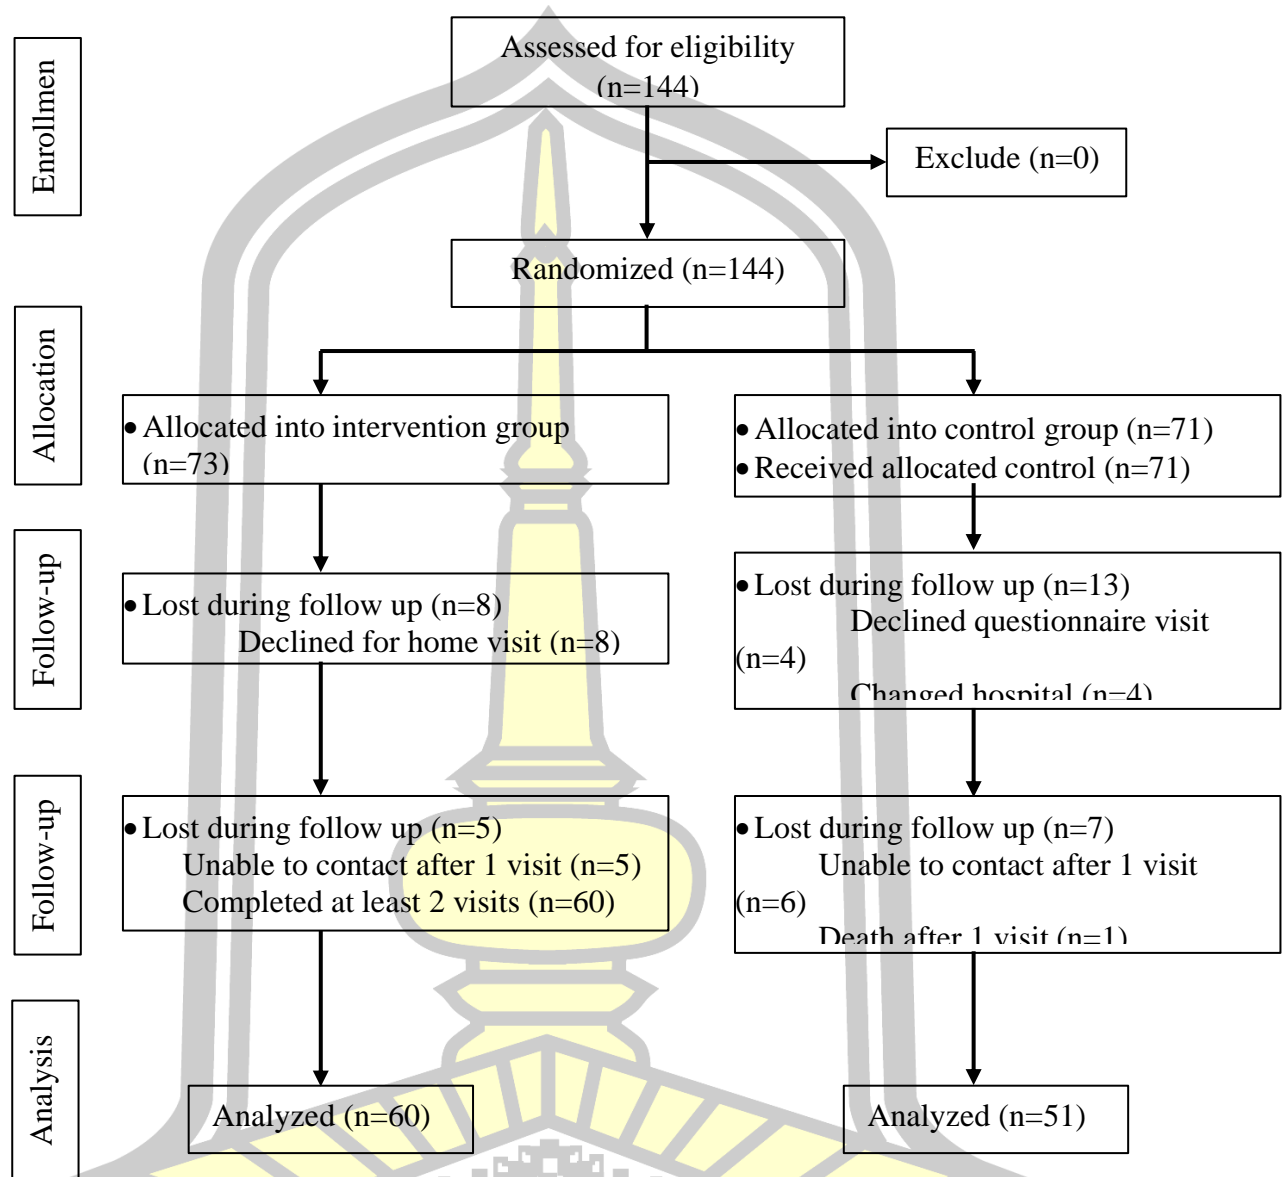 Enrollmen
Assessed for eligibility
(n=144)
Exclude (n=0)
Randomized (n=144)
Allocation
•Allocated into intervention group
(n=73)
•Allocated into control group (n=71)
•Received allocated control (n=71)
Follow-up
•Lost during follow up (n=8)
Declined for home visit (n=8)
•Lost during follow up (n=13)
Declined questionnaire visit
(n=4)
Changed hospital (n=4)
Follow-up
•Lost during follow up (n=5)
Unable to contact after 1 visit (n=5)
Completed at least 2 visits (n=60)
•Lost during follow up (n=7)
Unable to contact after 1 visit
(n=6)
Death after 1 visit (n=1)
Analysis
Analyzed (n=60)
Analyzed (n=51)